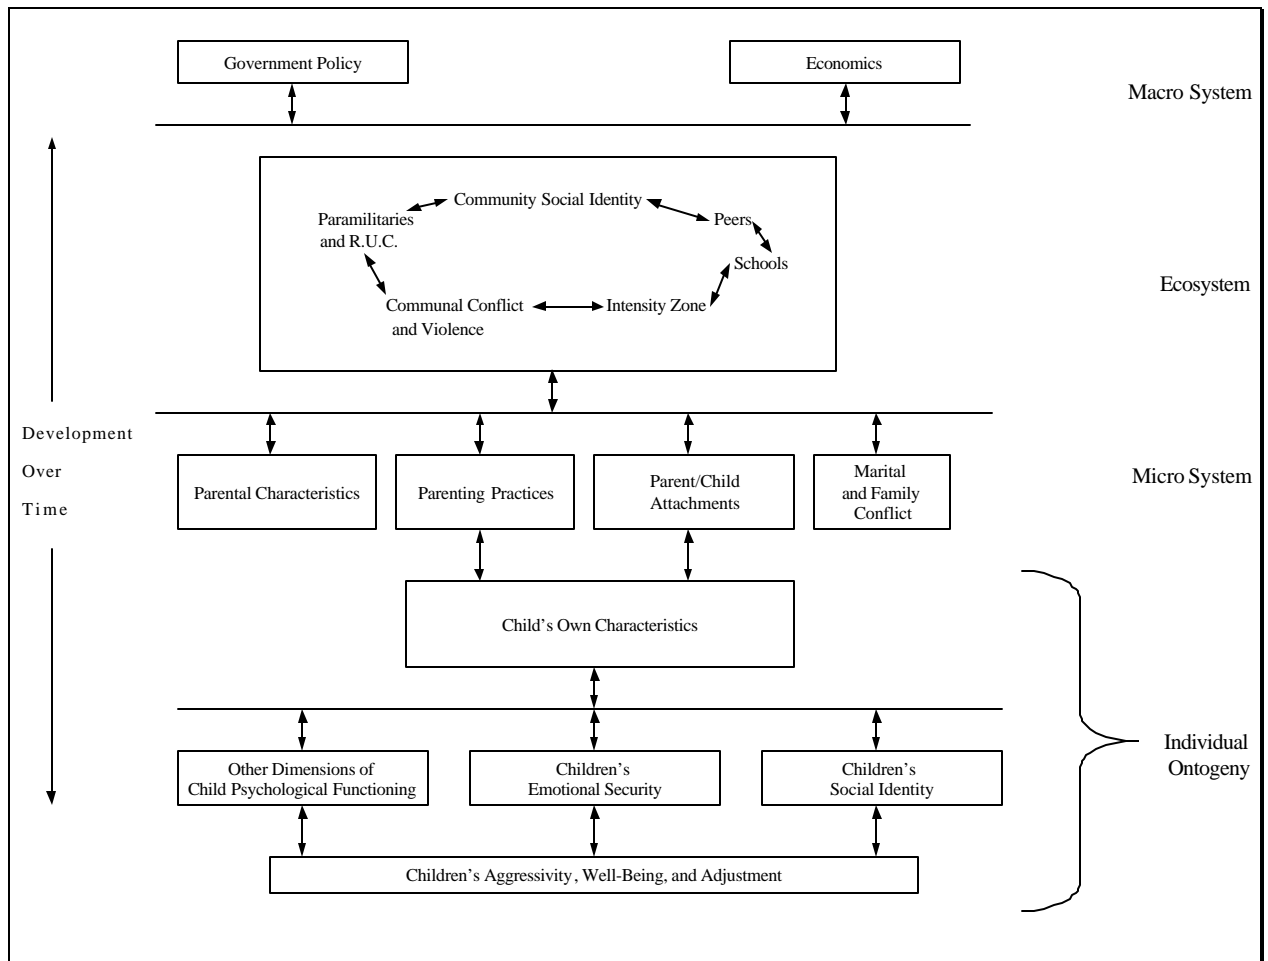 Government Policy
Economics
Macro System
Community Social Identity
Paramilitaries
and R.U.C.
Peers
Schools
Ecosystem
Communal Conflict
and Violence
Intensity Zone
Development
Over
Time
Parental Characteristics
Parenting Practices
Parent/Child
Attachments
Marital
and Family
Conflict
Micro System
Child's Own Characteristics
Other Dimensions of
Child Psychological Functioning
Children's
Emotional Security
Children's
Social Identity
Individual
Ontogeny
Children's Aggressivity, Well-Being, and Adjustment